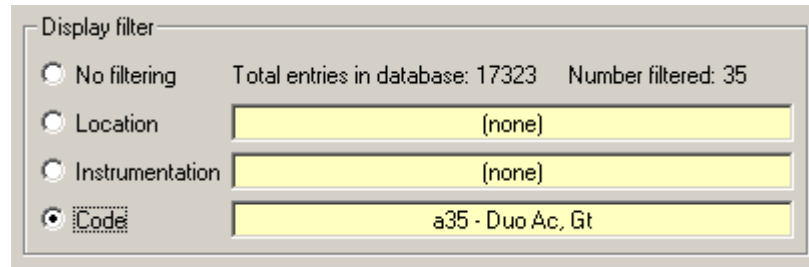 Display filter
No filtering Total entries in database: 17323 Number filtered: 35
Location (none)
Instrumentation (none)
Code a35 - Duo Ac, Gt